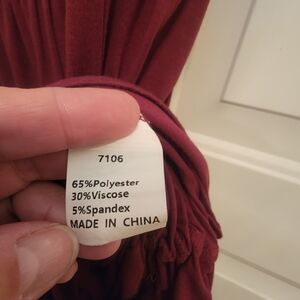 7106
65%Polyester
30%Viscose
5%Spandex
MADE IN CHINA